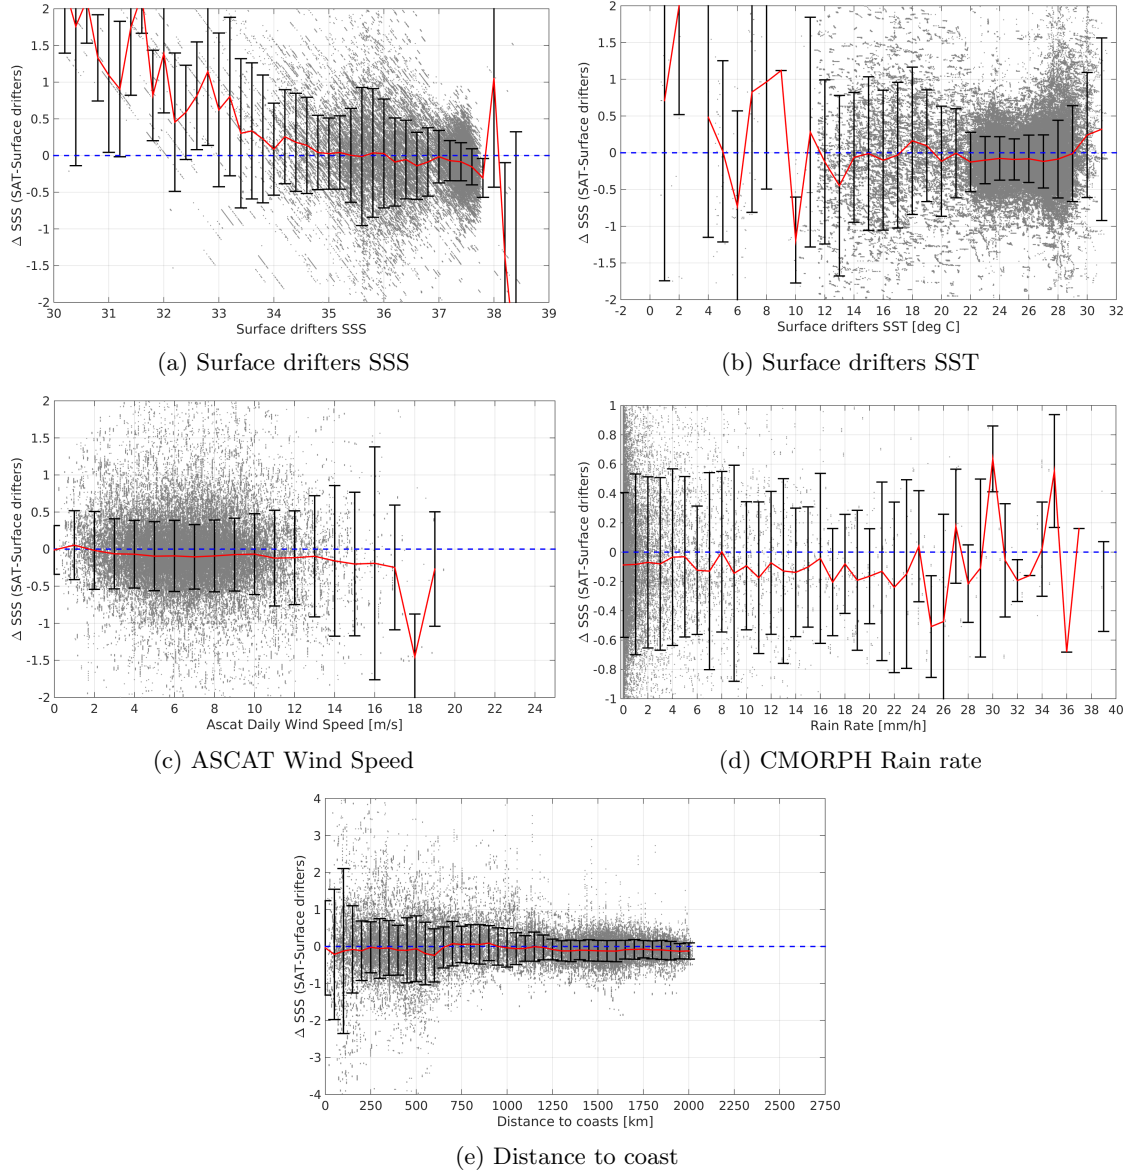 2
1.5
1
0.5
0
-0.5
-1
-1.5
-2
Δ SSS (SAT-Surface drifters)
30 31 32 33 34 35 36 37 38 39
Surface drifters SSS
(a) Surface drifters SSS
2
1.5
1
0.5
0
-0.5
-1
-1.5
-2
Δ SSS (SAT-Surface drifters)
-2 0 2 4 6 8 10 12 14 16 18 20 22 24 26 28 30 32
Surface drifters SST [deg C]
(b) Surface drifters SST
2
1.5
1
0.5
0
-0.5
-1
-1.5
-2
Δ SSS (SAT-Surface drifters)
0 2 4 6 8 10 12 14 16 18 20 22 24
Ascat Daily Wind Speed [m/s]
(c) ASCAT Wind Speed
1
0.8
0.6
0.4
0.2
0
-0.2
-0.4
-0.6
-0.8
-1
Δ SSS (SAT-Surface drifters)
0 2 4 6 8 10 12 14 16 18 20 22 24 26 28 30 32 34 36 38 40
Rain Rate [mm/h]
(d) CMORPH Rain rate
4
3
2
1
0
-1
-2
-3
-4
Δ SSS (SAT-Surface drifters)
0 250 500 750 1000 1250 1500 1750 2000 2250 2500 2750
Distance to coasts [km]
(e) Distance to coast